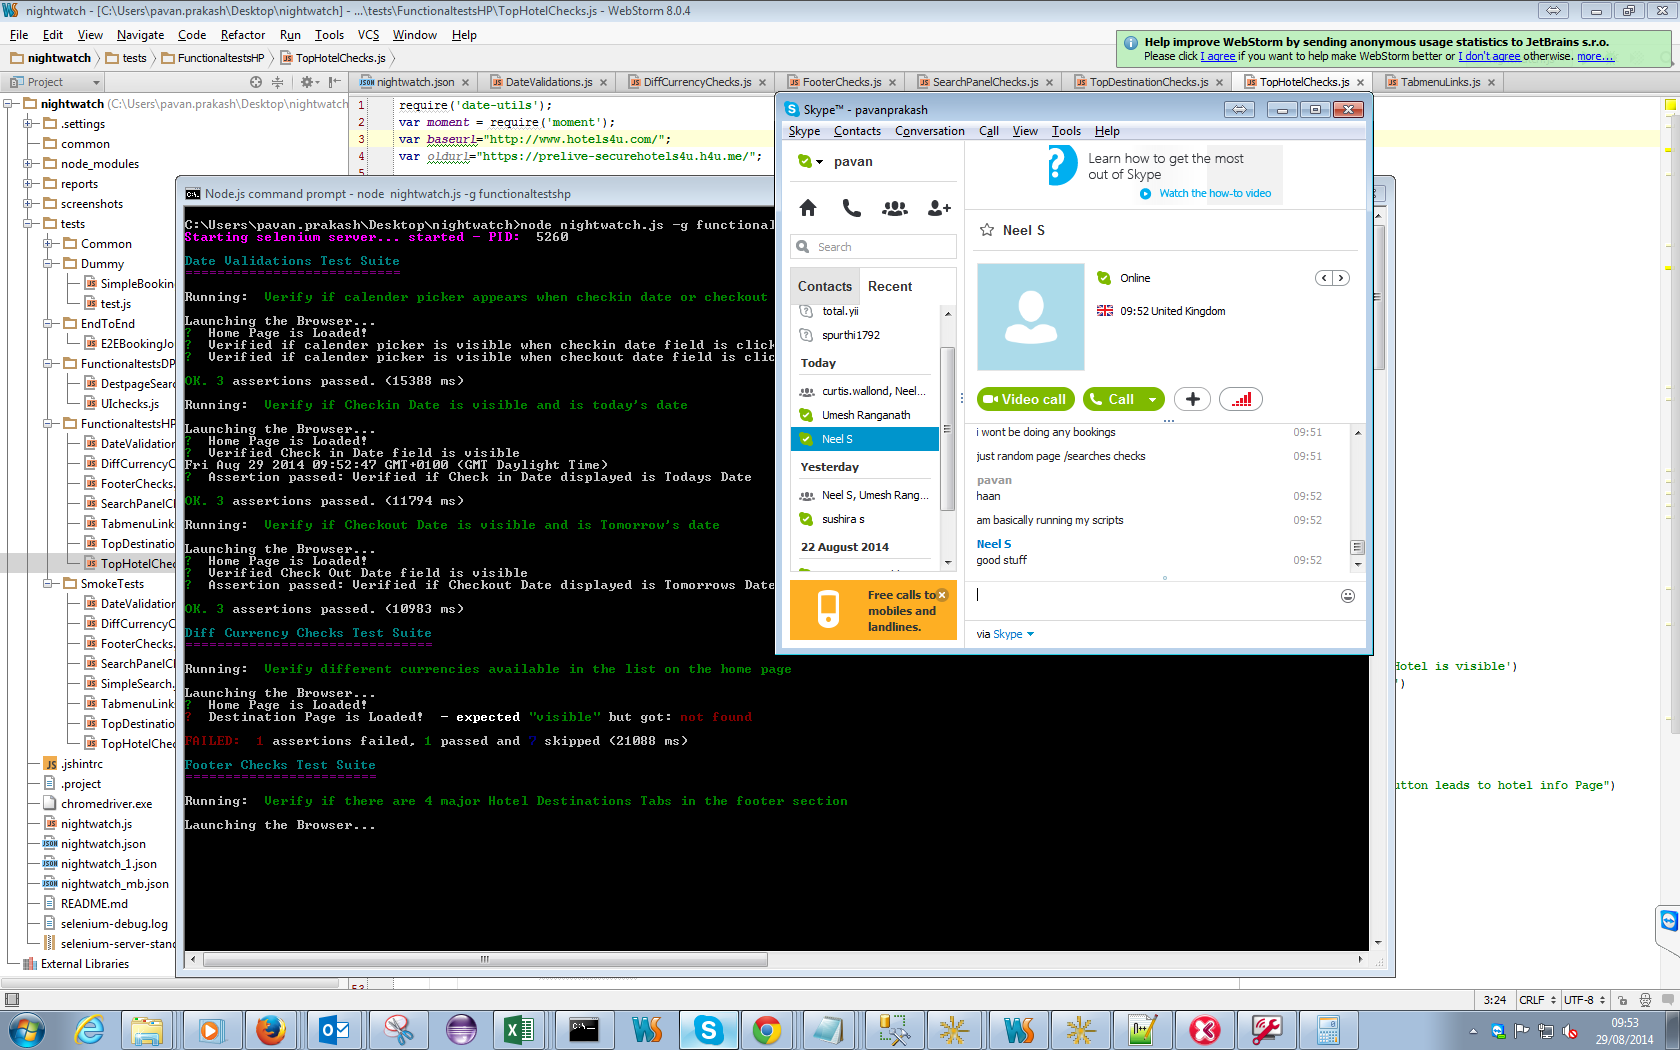 nightwatch - [C:\Users\pavan.prakash\Desktop\nightwatch] - ...\tests\FunctionaltestsHP\TopHotelChecks.js - WebStorm 8.0.4
File Edit View Navigate Code Refactor Run Tools VCS Window Help
nightwatch tests FunctionaltestsHP TopHotelChecks.js
Help improve WebStorm by sending anonymous usage statistics to JetBrains s.r.o.
Please click I agree if you want to help make WebStorm better or I don't agree otherwise. more...
Project
nightwatch.json DateValidations.js DiffCurrencyChecks.js FooterChecks.js SearchPanelChecks.js TopDestinationChecks.js TopHotelChecks.js TabmenuLinks.js
nightwatch (C:\Users\pavan.prakash\Desktop\nightwatch
.settings
common
node_modules
reports
screenshots
tests
Common
Dummy
SimpleBookin
test.js
EndToEnd
E2EBookingJo
FunctionaltestsDP
DestpageSear
UIchecks.js
FunctionaltestsHP
DateValidation
DiffCurrencyC
FooterChecks.
SearchPanelCl
TabmenuLink
TopDestinatio
TopHotelChec
SmokeTests
DateValidation
DiffCurrencyC
FooterChecks.
SearchPanelCl
SimpleSearch.
TabmenuLink
TopDestinatio
TopHotelChec
.jshintrc
.project
chromedriver.exe
nightwatch.js
nightwatch.json
nightwatch_1.json
nightwatch_mb.json
README.md
selenium-debug.log
selenium-server-stand
External Libraries
1 require('date-utils');
2 var moment = require('moment');
3 var baseurl="http://www.hotels4u.com/";
4 var oldurl="https://prelive-securehotels4u.h4u.me/";
5
Node.js command prompt - node nightwatch.js -g functionaltestshp
C:\Users\pavan.prakash\Desktop\nightwatch>node nightwatch.js -g functional
Starting selenium server... started - PID: 5260
Date Validations Test Suite
===========================
Running: Verify if calender picker appears when checkin date or checkout
Launching the Browser...
? Home Page is Loaded!
? Verified if calender picker is visible when checkin date field is click
? Verified if calender picker is visible when checkout date field is clic
OK. 3 assertions passed. (15388 ms)
Running: Verify if Checkin Date is visible and is today's date
Launching the Browser...
? Home Page is Loaded!
? Verified Check in Date field is visible
Fri Aug 29 2014 09:52:47 GMT+0100 (GMT Daylight Time)
? Assertion passed: Verified if Check in Date displayed is Todays Date
OK. 3 assertions passed. (11794 ms)
Running: Verify if Checkout Date is visible and is Tomorrow's date
Launching the Browser...
? Home Page is Loaded!
? Verified Check Out Date field is visible
? Assertion passed: Verified if Checkout Date displayed is Tomorrows Date
OK. 3 assertions passed. (10983 ms)
Diff Currency Checks Test Suite
===============================
Running: Verify different currencies available in the list on the home page
Launching the Browser...
? Home Page is Loaded!
? Destination Page is Loaded! - expected "visible" but got: not found
FAILED: 1 assertions failed, 1 passed and 7 skipped (21088 ms)
Footer Checks Test Suite
========================
Running: Verify if there are 4 major Hotel Destinations Tabs in the footer section
Launching the Browser...
Skype™ - pavanprakash
Skype Contacts Conversation Call View Tools Help
pavan
Search
Contacts Recent
total.yii
spurthi1792
Today
curtis.wallond, Neel...
Umesh Ranganath
Neel S
Yesterday
Neel S, Umesh Rang...
sushira s
22 August 2014
Free calls to
mobiles and
landlines.
Learn how to get the most
out of Skype
Watch the how-to video
Neel S
Online
09:52 United Kingdom
Video call Call
i wont be doing any bookings 09:51
just random page /searches checks 09:51
pavan
haan 09:52
am basically running my scripts 09:52
Neel S
good stuff 09:52
via Skype
Hotel is visible')
')
utton leads to hotel info Page")
53
3:24 CRLF UTF-8
09:53
29/08/2014